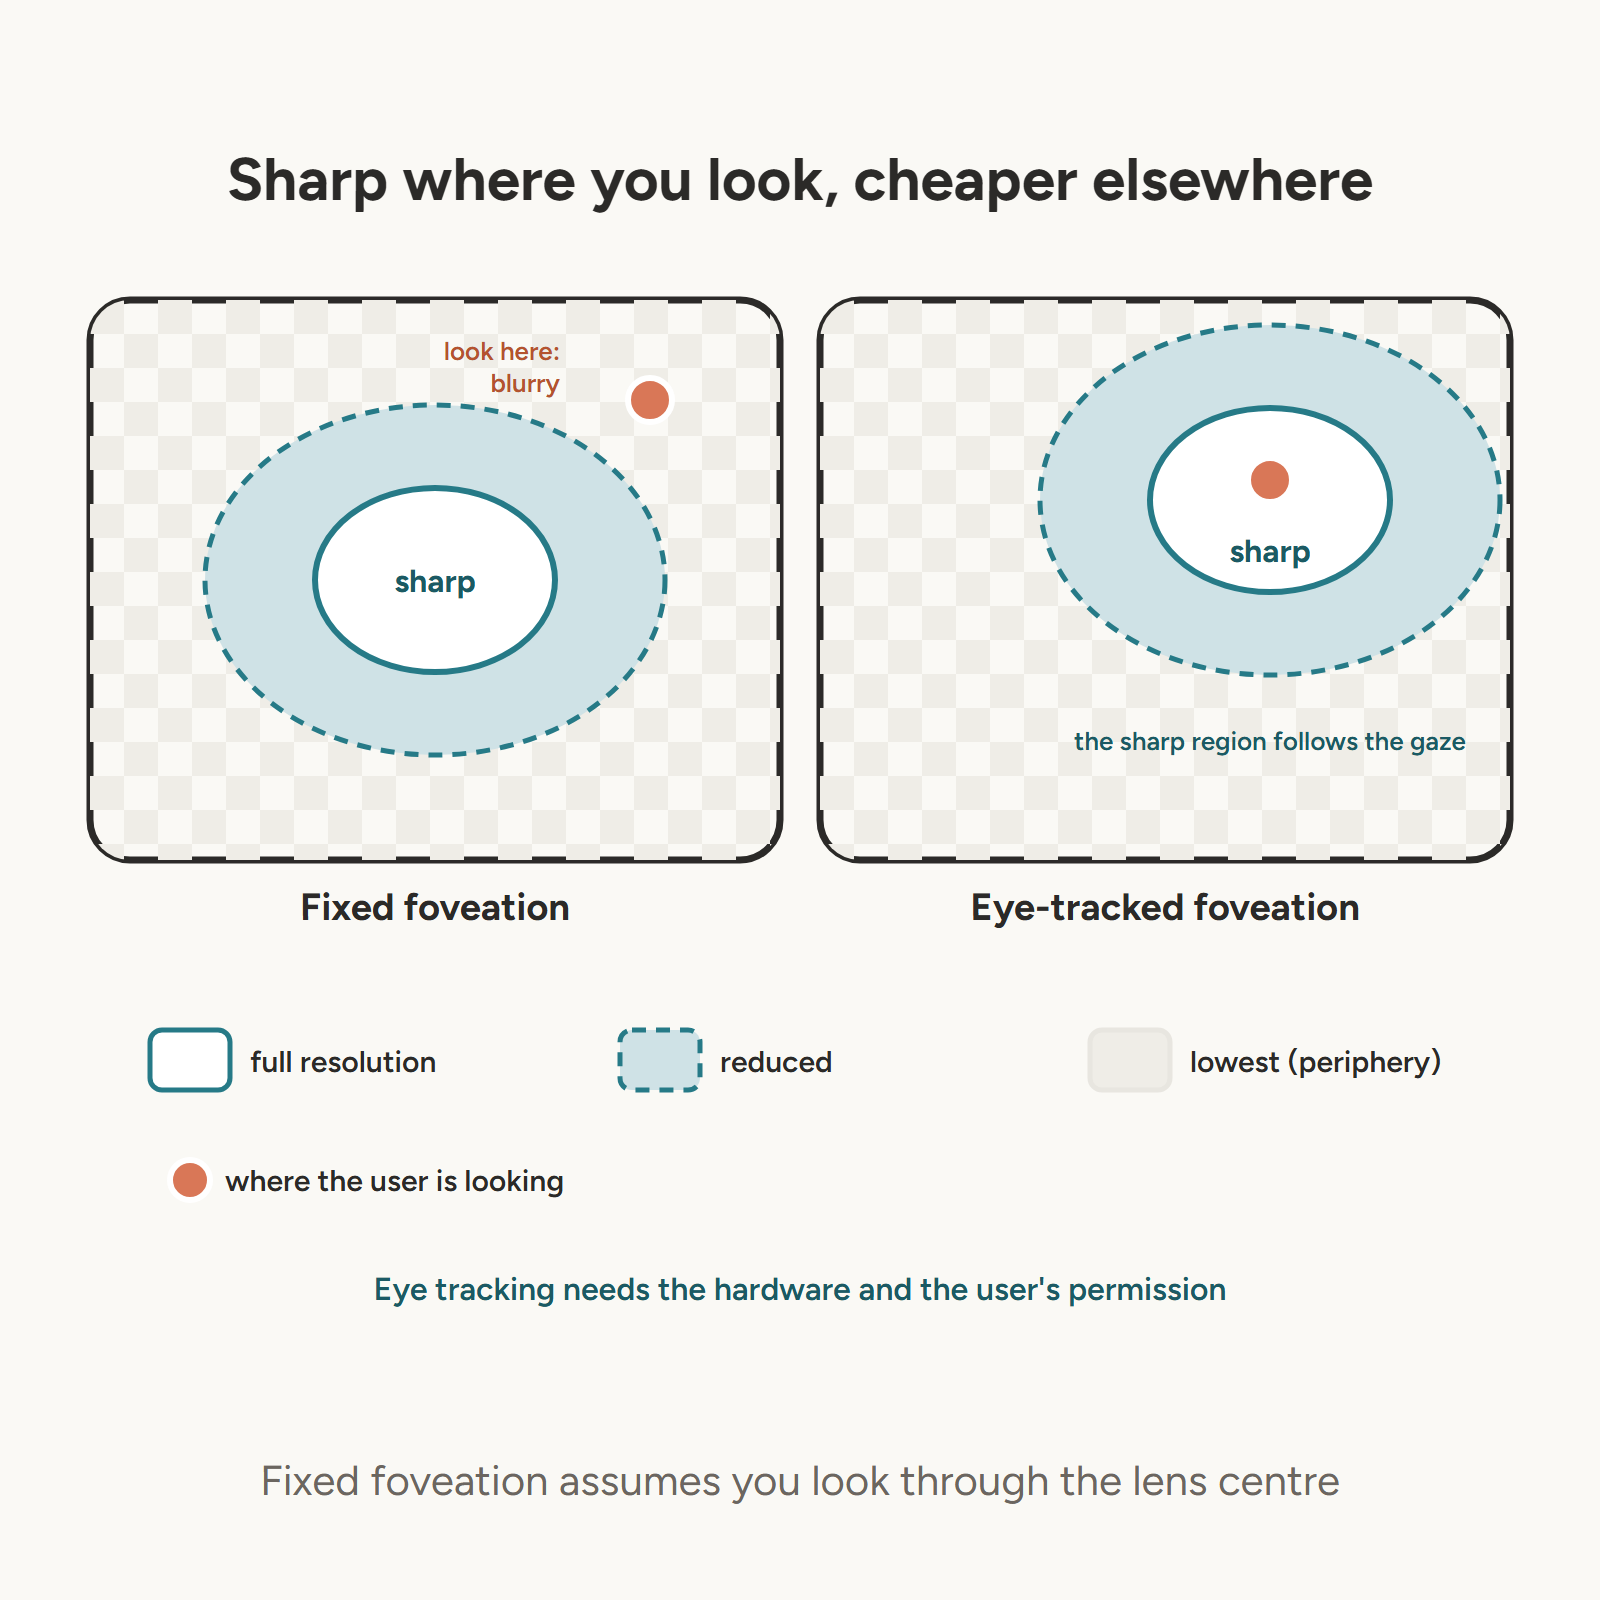 Sharp where you look, cheaper elsewhere
look here:
blurry
sharp
sharp
the sharp region follows the gaze
Fixed foveation
Eye-tracked foveation
full resolution
reduced
lowest (periphery)
where the user is looking
Eye tracking needs the hardware and the user's permission
Fixed foveation assumes you look through the lens centre